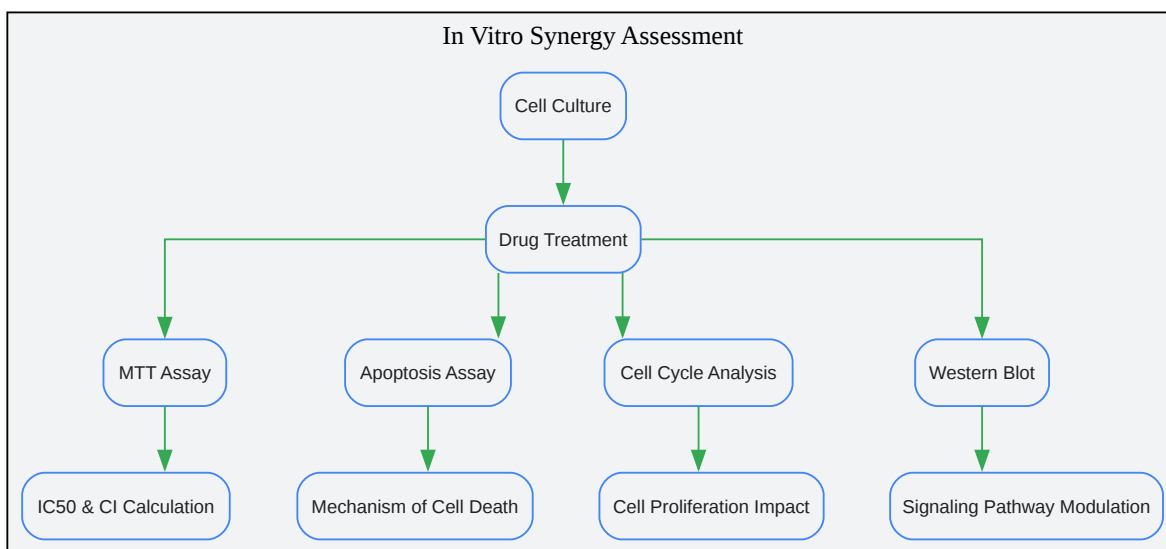 In Vitro Synergy Assessment
Cell Culture
Drug Treatment
MTT Assay
Apoptosis Assay
Cell Cycle Analysis
Western Blot
IC50 & CI Calculation
Mechanism of Cell Death
Cell Proliferation Impact
Signaling Pathway Modulation